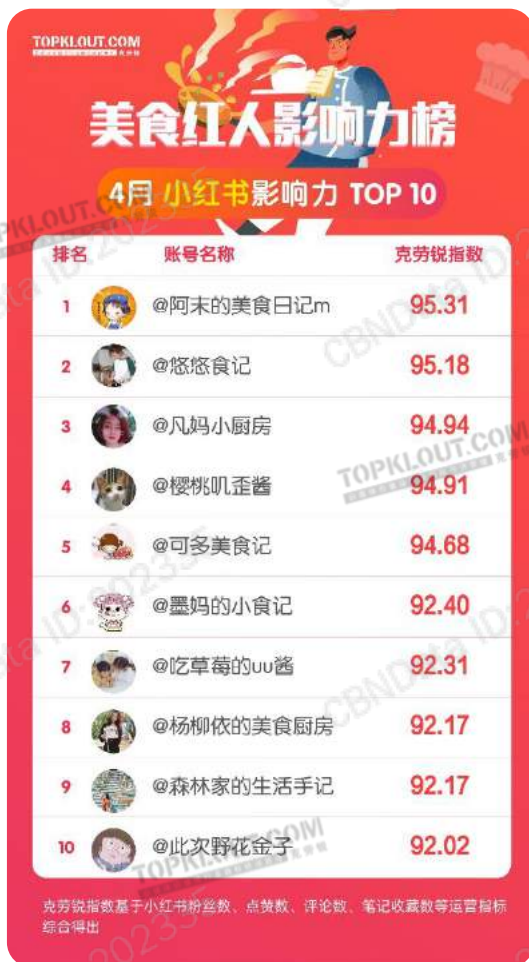 TOPKLOUT.COM
美食红人影响力榜
4月 小红书影响力 TOP 10
排名 账号名称 克劳锐指数
1 @阿末的美食日记m 95.31
2 @悠悠食记 95.18
3 @凡妈小厨房 94.94
4 @樱桃叽歪酱 94.91
5 @可多美食记 94.68
6 @墨妈的小食记 92.40
7 @吃草莓的uu酱 92.31
8 @杨柳依的美食厨房 92.17
9 @森林家的生活手记 92.17
10 @此次野花金子 92.02
克劳锐指数基于小红书粉丝数、点赞数、评论数、笔记收藏数等运营指标
综合得出